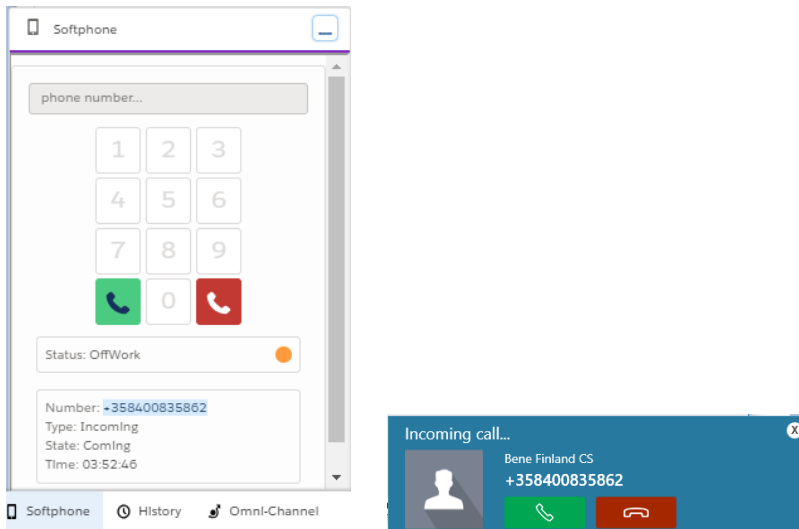 Softphone
phone number...
1 2 3
4 5 6
7 8 9
0
Status: OffWork
Number: +358400835862
Type: Incoming
State: Coming
Time: 03:52:46
Softphone History Omni-Channel
Incoming call...
X
Bene Finland CS
+358400835862